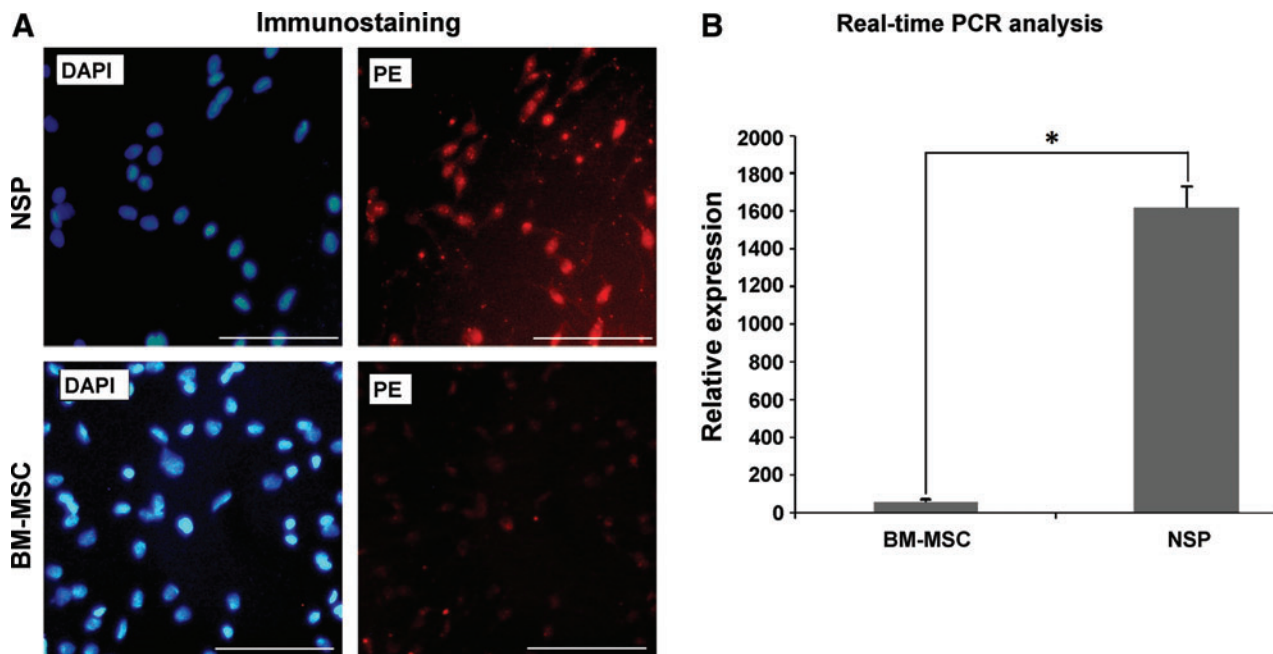 A
Immunostaining
DAPI
PE
NSP
DAPI
PE
BM-MSC
B
Real-time PCR analysis
Relative expression
2000
1800
1600
1400
1200
1000
800
600
400
200
0
*
BM-MSC
NSP